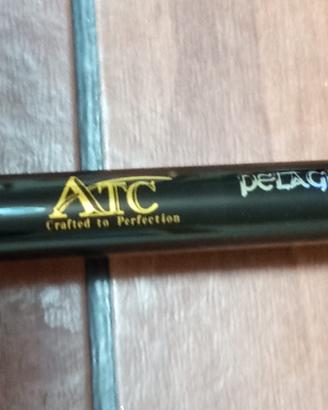 ATC
Crafted to Perfection